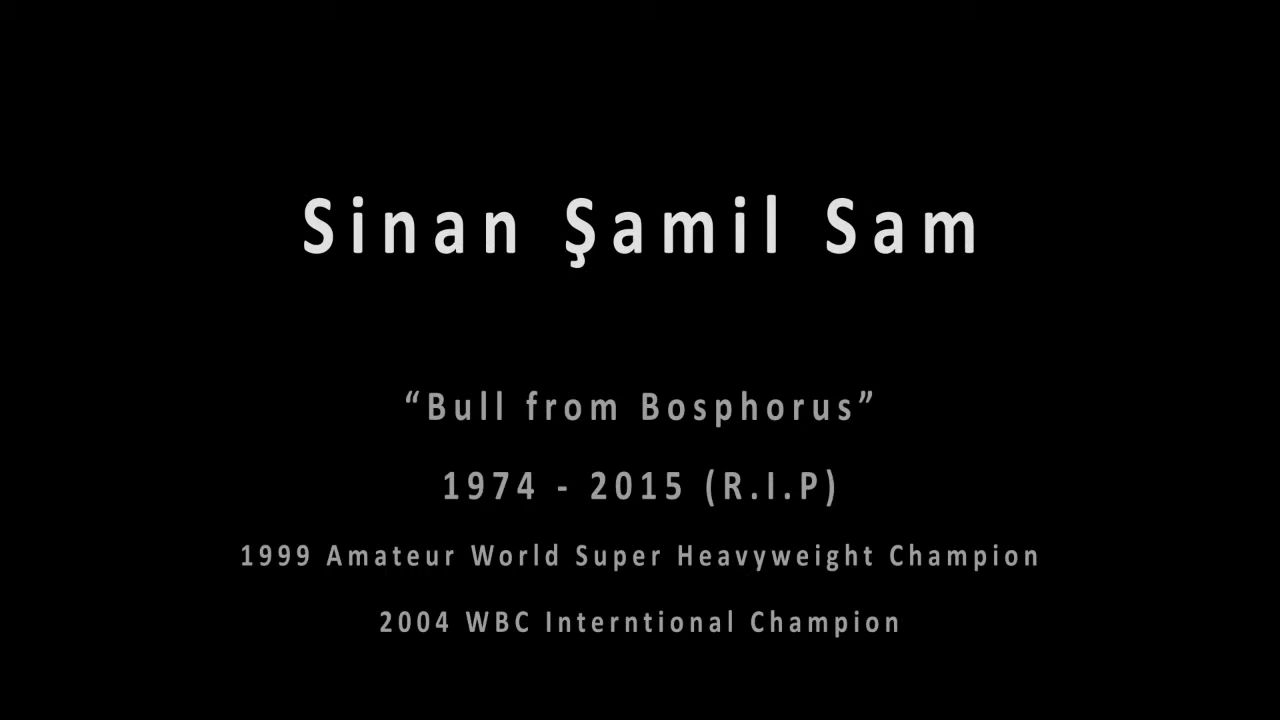 Sinan Şamil Sam
“Bull from Bosphorus”
1974 - 2015 (R.I.P)
1999 Amateur World Super Heavyweight Champion
2004 WBC Interntional Champion